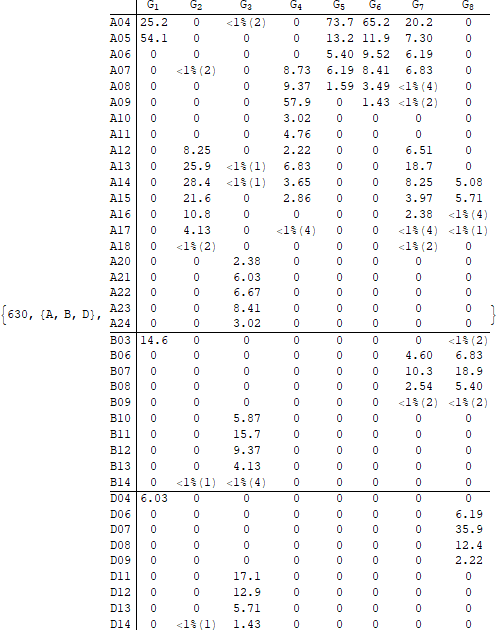 G₁ G₂ G₃ G₄ G₅ G₆ G₇ G₈
A04 25.2 0 <1%(2) 0 73.7 65.2 20.2 0
A05 54.1 0 0 0 13.2 11.9 7.30 0
A06 0 0 0 0 5.40 9.52 6.19 0
A07 0 <1%(2) 0 8.73 6.19 8.41 6.83 0
A08 0 0 0 9.37 1.59 3.49 <1%(4) 0
A09 0 0 0 57.9 0 1.43 <1%(2) 0
A10 0 0 0 3.02 0 0 0 0
A11 0 0 0 4.76 0 0 0 0
A12 0 8.25 0 2.22 0 0 6.51 0
A13 0 25.9 <1%(1) 6.83 0 0 18.7 0
A14 0 28.4 <1%(1) 3.65 0 0 8.25 5.08
A15 0 21.6 0 2.86 0 0 3.97 5.71
A16 0 10.8 0 0 0 0 2.38 <1%(4)
A17 0 4.13 0 <1%(4) 0 0 <1%(4) <1%(1)
A18 0 <1%(2) 0 0 0 0 <1%(2) 0
A20 0 0 2.38 0 0 0 0 0
A21 0 0 6.03 0 0 0 0 0
A22 0 0 6.67 0 0 0 0 0
A23 0 0 8.41 0 0 0 0 0
{630, {A, B, D}, A24 0 0 3.02 0 0 0 0 0 }
B03 14.6 0 0 0 0 0 0 <1%(2)
B06 0 0 0 0 0 0 4.60 6.83
B07 0 0 0 0 0 0 10.3 18.9
B08 0 0 0 0 0 0 2.54 5.40
B09 0 0 0 0 0 0 <1%(2) <1%(2)
B10 0 0 5.87 0 0 0 0 0
B11 0 0 15.7 0 0 0 0 0
B12 0 0 9.37 0 0 0 0 0
B13 0 0 4.13 0 0 0 0 0
B14 0 <1%(1) <1%(4) 0 0 0 0 0
D04 6.03 0 0 0 0 0 0 0
D06 0 0 0 0 0 0 0 6.19
D07 0 0 0 0 0 0 0 35.9
D08 0 0 0 0 0 0 0 12.4
D09 0 0 0 0 0 0 0 2.22
D11 0 0 17.1 0 0 0 0 0
D12 0 0 12.9 0 0 0 0 0
D13 0 0 5.71 0 0 0 0 0
D14 0 <1%(1) 1.43 0 0 0 0 0